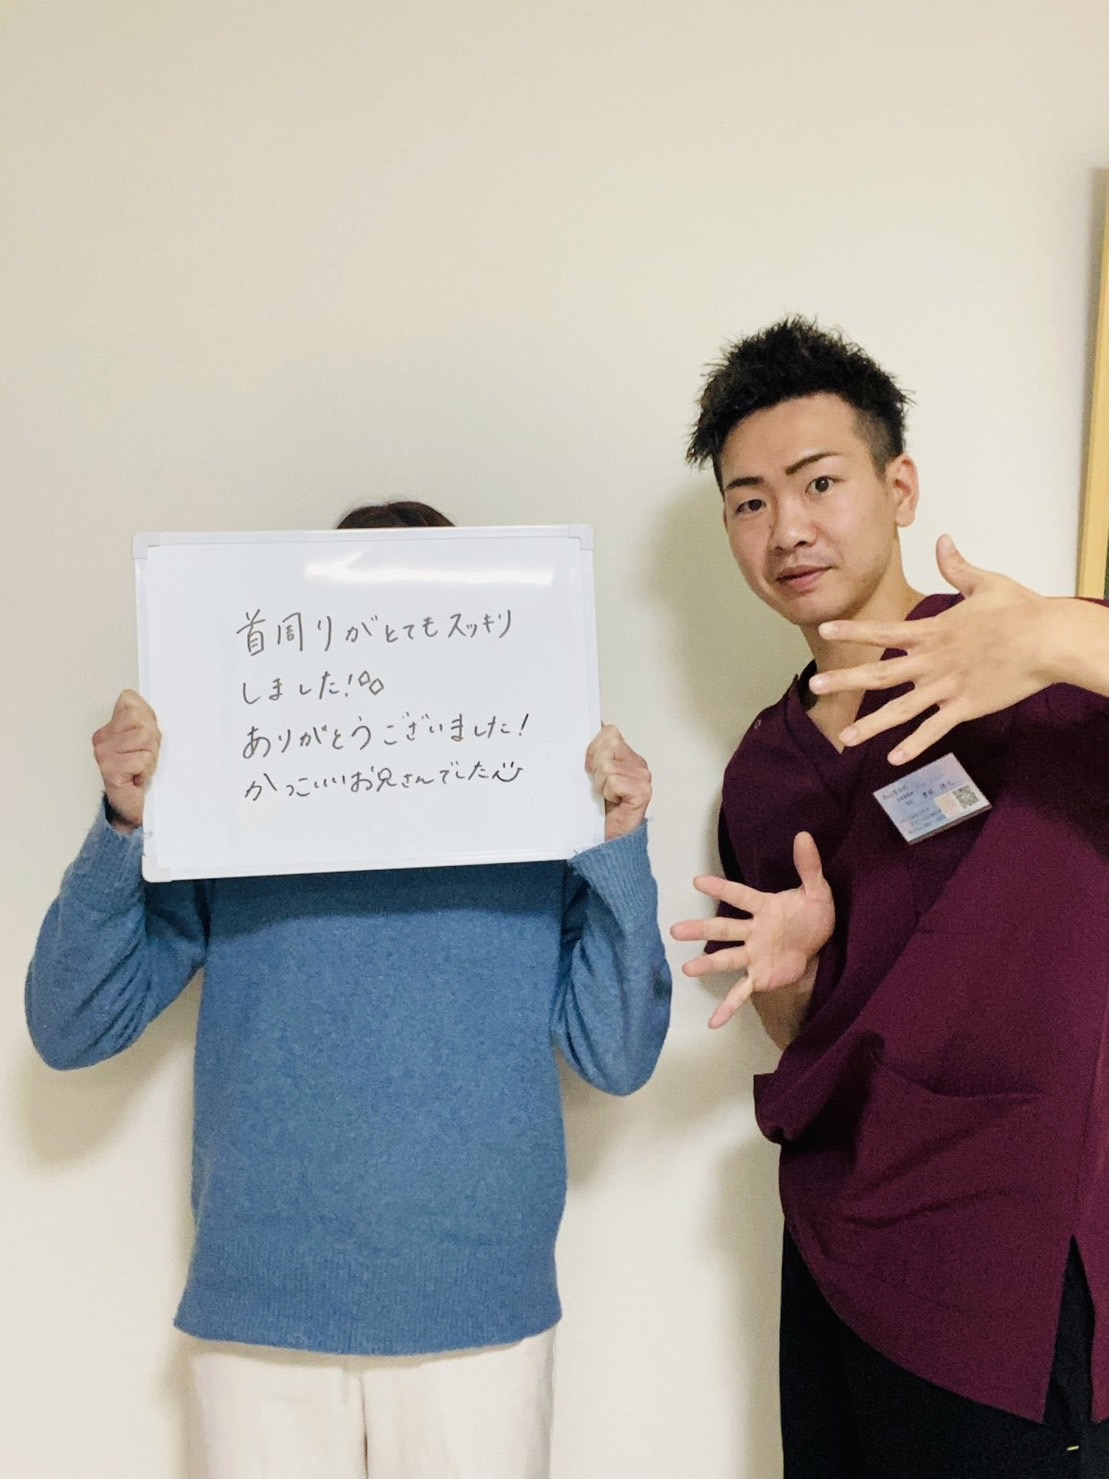 首周りがとてもスッキリ
しました!
ありがとうございました!
かっこいいお兄さんでした